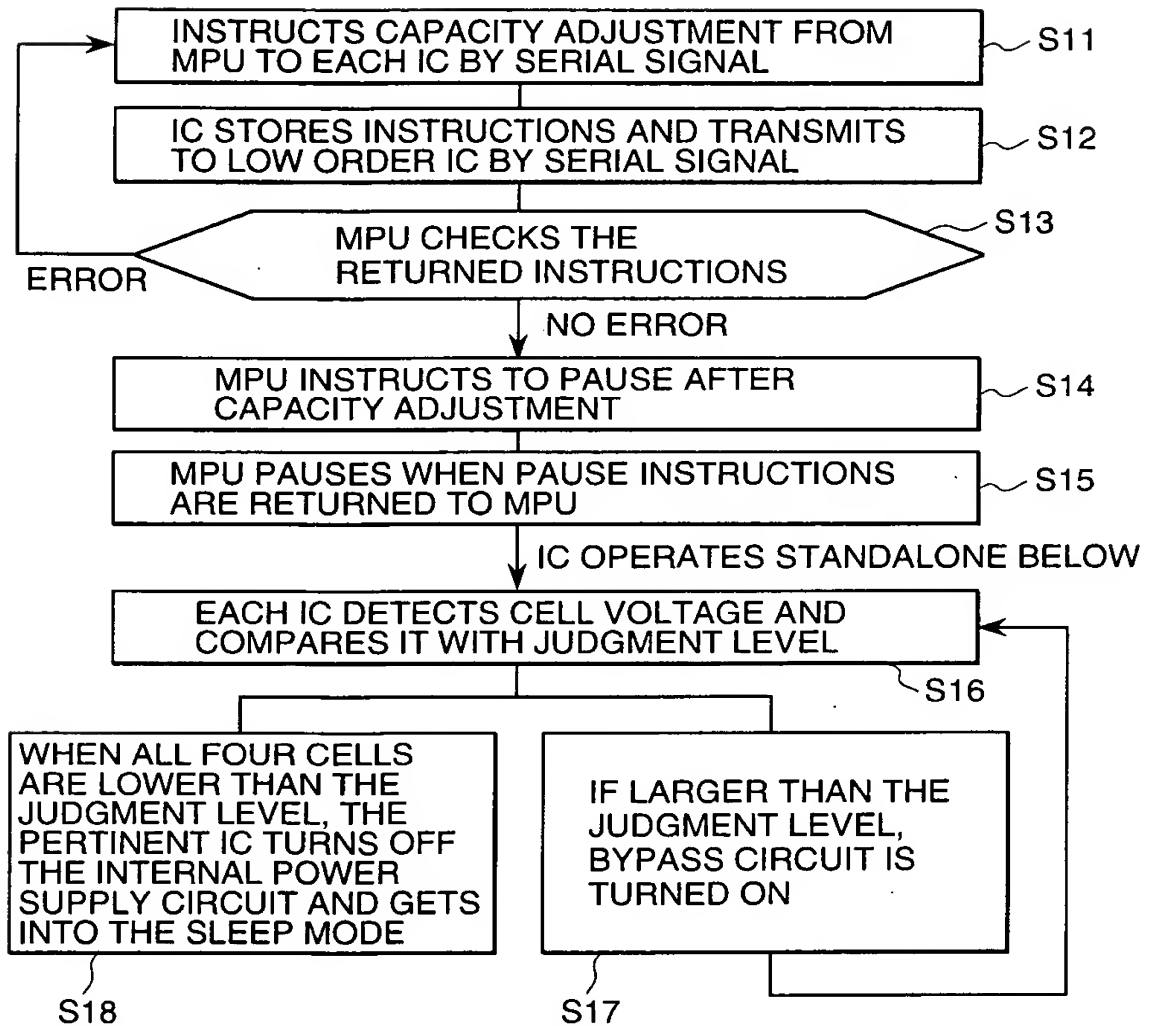 INSTRUCTS CAPACITY ADJUSTMENT FROM
MPU TO EACH IC BY SERIAL SIGNAL
S11
IC STORES INSTRUCTIONS AND TRANSMITS
TO LOW ORDER IC BY SERIAL SIGNAL
S12
MPU CHECKS THE
RETURNED INSTRUCTIONS
S13
ERROR
NO ERROR
MPU INSTRUCTS TO PAUSE AFTER
CAPACITY ADJUSTMENT
S14
MPU PAUSES WHEN PAUSE INSTRUCTIONS
ARE RETURNED TO MPU
S15
IC OPERATES STANDALONE BELOW
EACH IC DETECTS CELL VOLTAGE AND
COMPARES IT WITH JUDGMENT LEVEL
S16
WHEN ALL FOUR CELLS
ARE LOWER THAN THE
JUDGMENT LEVEL, THE
PERTINENT IC TURNS OFF
THE INTERNAL POWER
SUPPLY CIRCUIT AND GETS
INTO THE SLEEP MODE
S18
IF LARGER THAN THE
JUDGMENT LEVEL,
BYPASS CIRCUIT IS
TURNED ON
S17